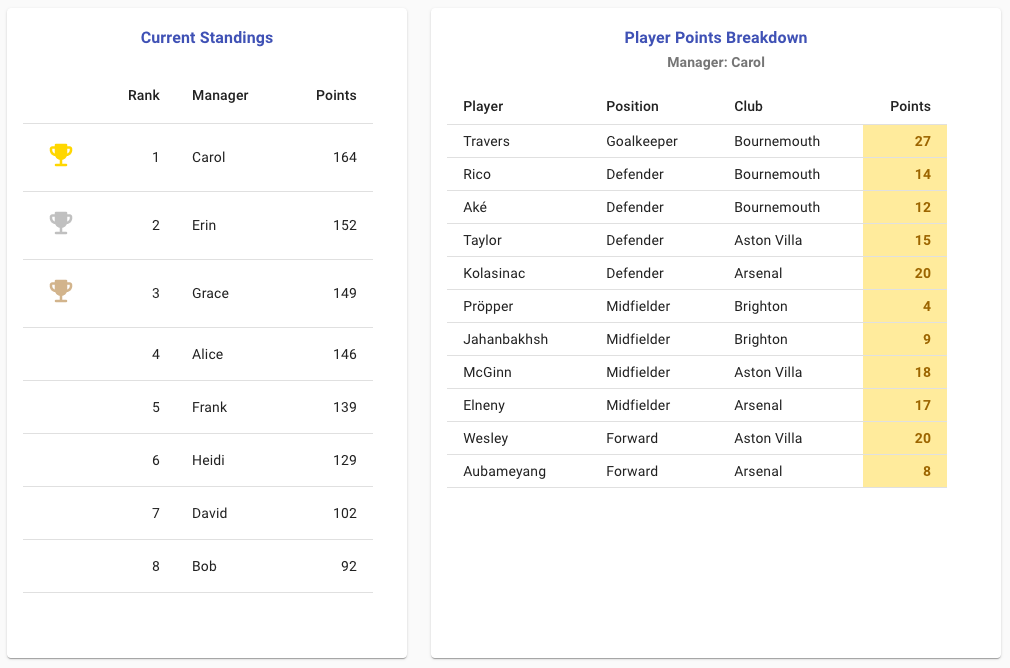 Current Standings
Rank Manager Points
1 Carol 164
2 Erin 152
3 Grace 149
4 Alice 146
5 Frank 139
6 Heidi 129
7 David 102
8 Bob 92
Player Points Breakdown
Manager: Carol
Player Position Club Points
Travers Goalkeeper Bournemouth 27
Rico Defender Bournemouth 14
Aké Defender Bournemouth 12
Taylor Defender Aston Villa 15
Kolasinac Defender Arsenal 20
Pröpper Midfielder Brighton 4
Jahanbakhsh Midfielder Brighton 9
McGinn Midfielder Aston Villa 18
Elneny Midfielder Arsenal 17
Wesley Forward Aston Villa 20
Aubameyang Forward Arsenal 8